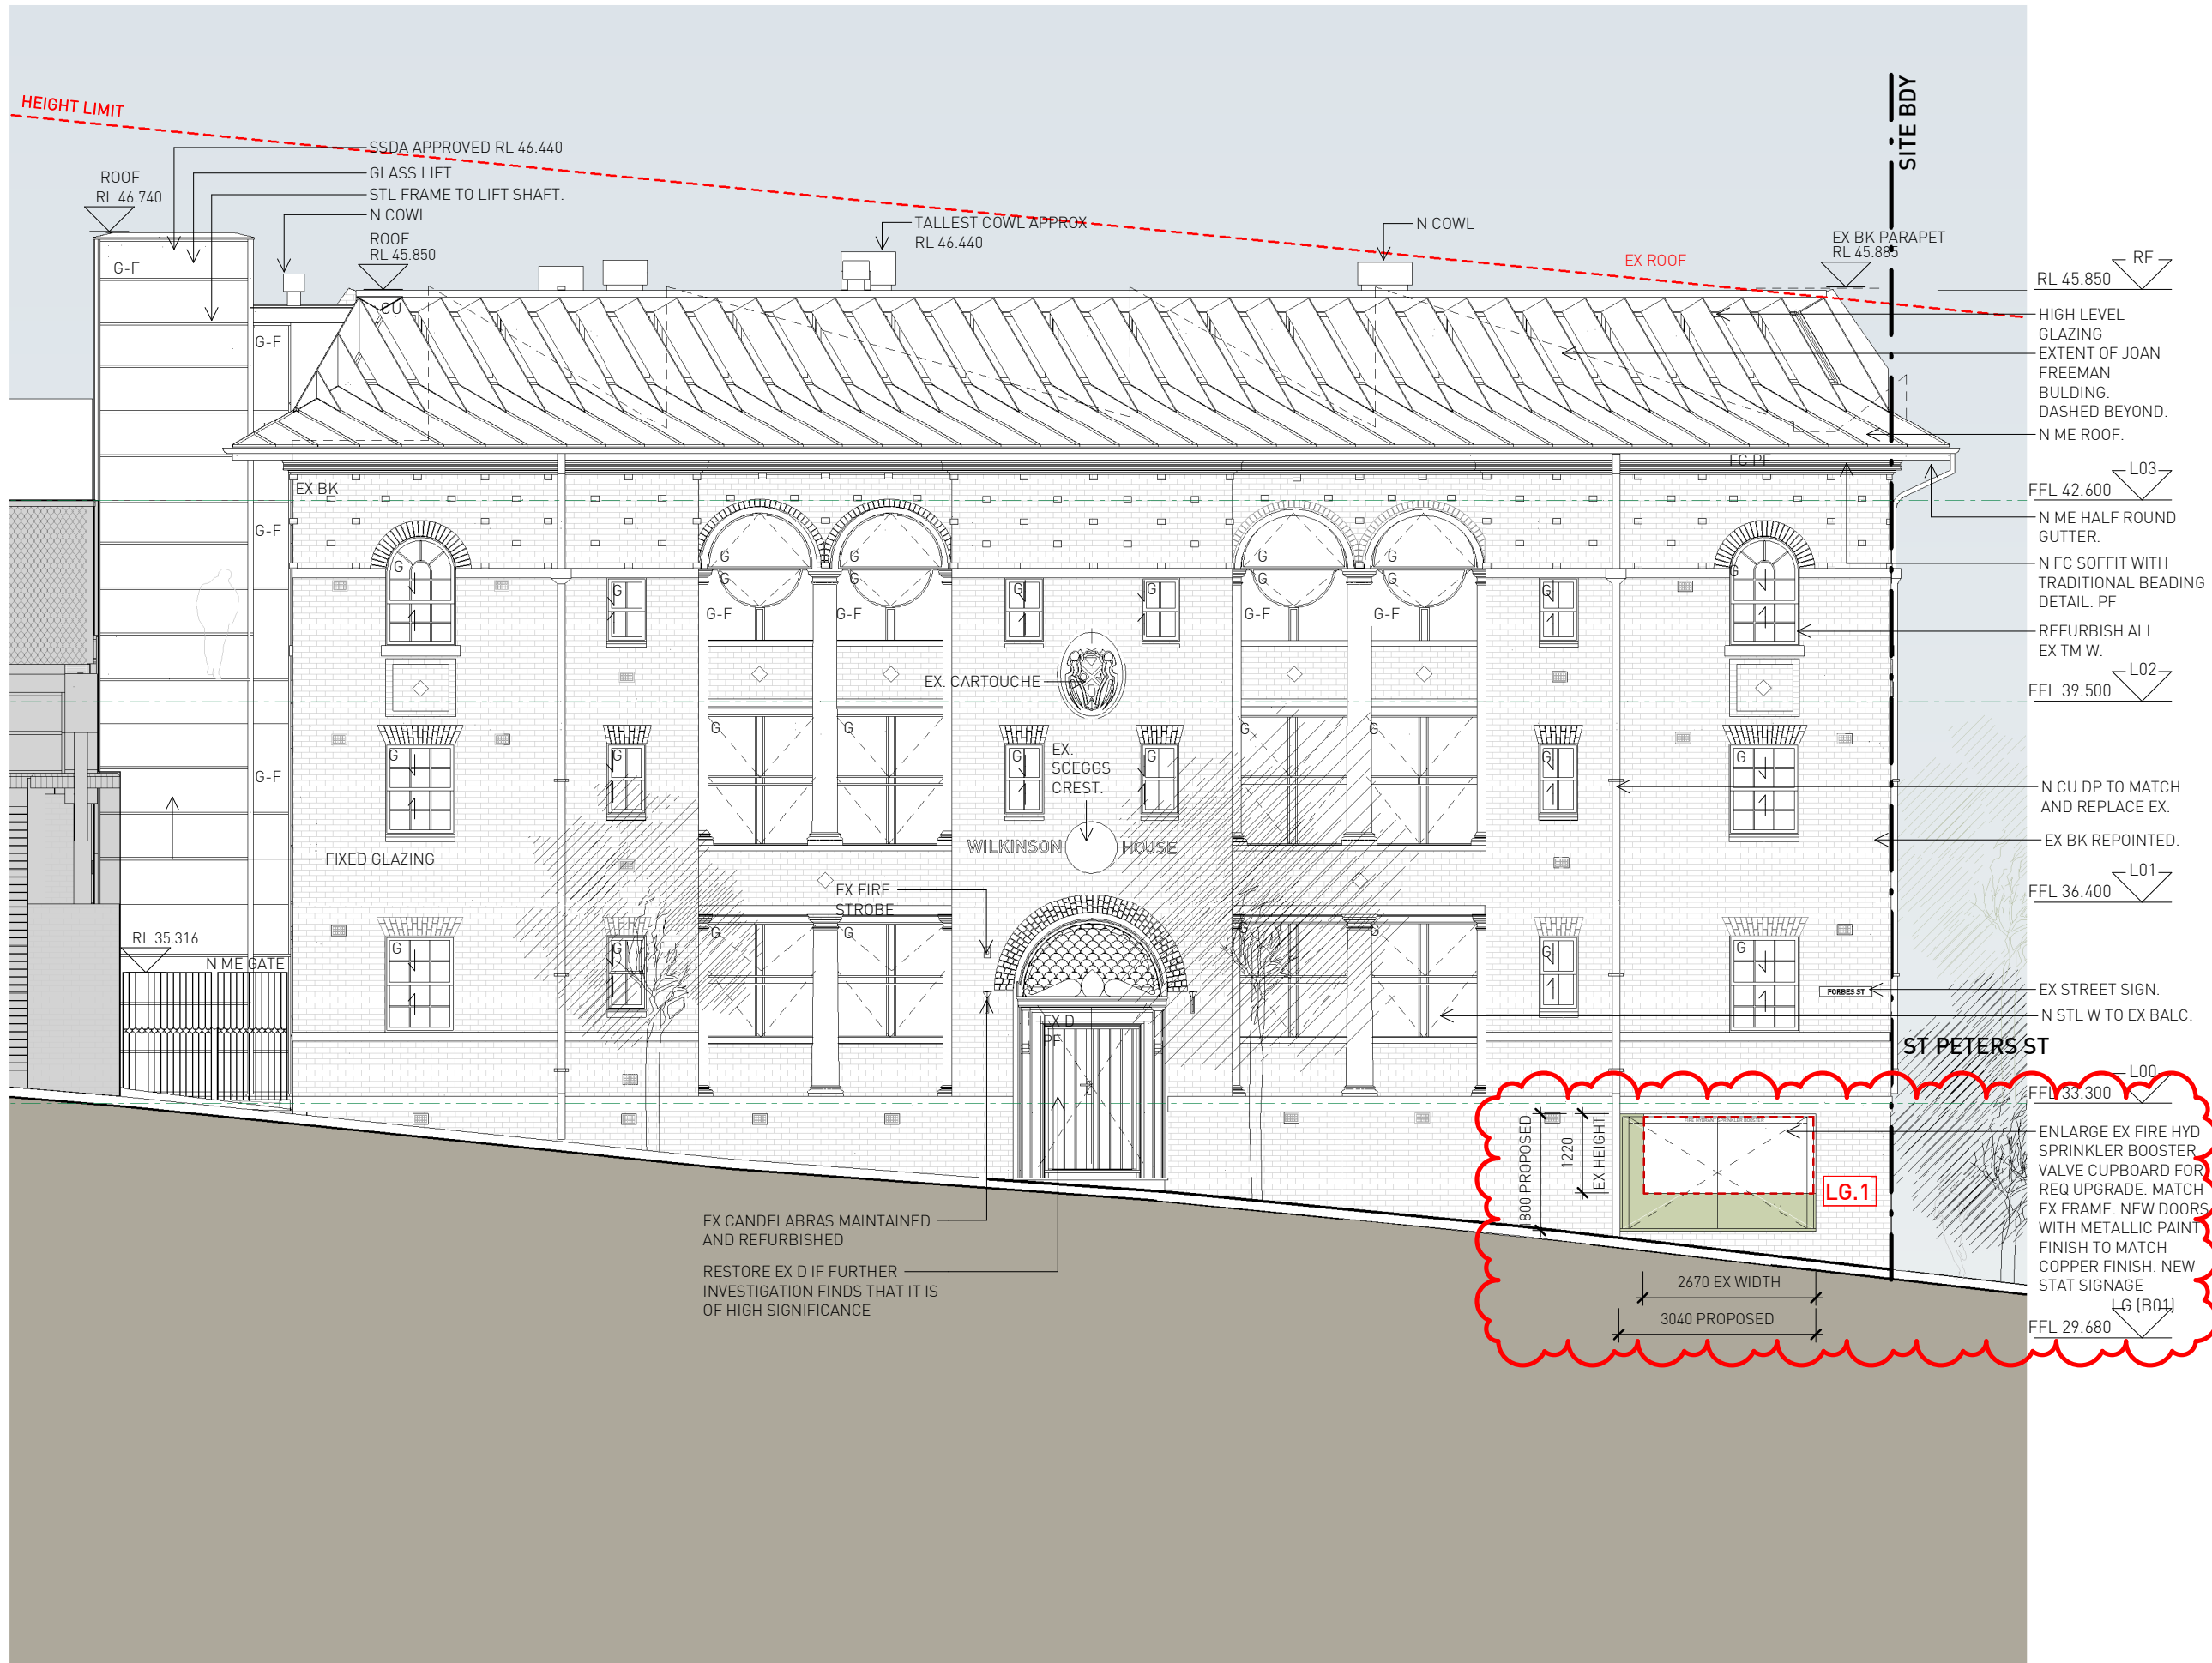 HEIGHT LIMIT
SITE BDY
SSDA APPROVED RL 46.440
GLASS LIFT
STL FRAME TO LIFT SHAFT.
N COWL
ROOF
RL 46.740
ROOF
RL 45.850
TALLEST COWL APPROX
RL 46.440
N COWL
EX ROOF
EX BK PARAPET
RL 45.885
RF
RL 45.850
G-F
CU
G-F
HIGH LEVEL
GLAZING
EXTENT OF JOAN
FREEMAN
BULDING.
DASHED BEYOND.
N ME ROOF.
FC PF
EX BK
L03
FFL 42.600
G-F
N ME HALF ROUND
GUTTER.
N FC SOFFIT WITH
TRADITIONAL BEADING
DETAIL. PF
G
G
G
G
G
G
G
G
G
G
G
G
G
G
G-F
G-F
G-F
G-F
REFURBISH ALL
EX TM W.
EX. CARTOUCHE
L02
FFL 39.500
G
G
G
G
G
G
G
G
G
G
EX.
SCEGGS
CREST.
G-F
N CU DP TO MATCH
AND REPLACE EX.
WILKINSON
HOUSE
EX BK REPOINTED.
FIXED GLAZING
EX FIRE
STROBE
L01
FFL 36.400
RL 35.316
N ME GATE
G
G
G
G
G
G
G
G
FORBES ST
EX STREET SIGN.
N STL W TO EX BALC.
EX D
PF
ST PETERS ST
L00
FFL 33.300
1800 PROPOSED
1220
EX HEIGHT
FIRE HYDRANT SPRINKLER BOOSTER
LG.1
ENLARGE EX FIRE HYD
SPRINKLER BOOSTER
VALVE CUPBOARD FOR
REQ UPGRADE. MATCH
EX FRAME. NEW DOORS
WITH METALLIC PAINT
FINISH TO MATCH
COPPER FINISH. NEW
STAT SIGNAGE
EX CANDELABRAS MAINTAINED
AND REFURBISHED
RESTORE EX D IF FURTHER
INVESTIGATION FINDS THAT IT IS
OF HIGH SIGNIFICANCE
2670 EX WIDTH
3040 PROPOSED
LG (B01)
FFL 29.680